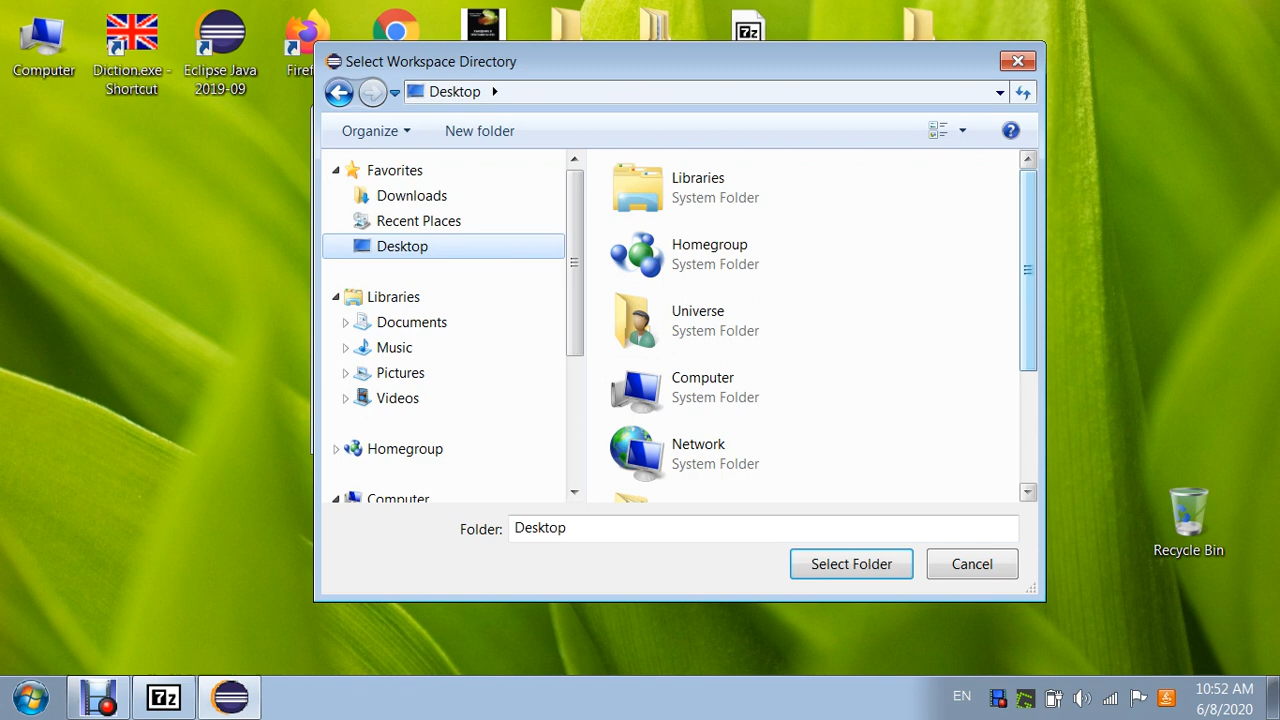 Computer
Diction.exe -
Shortcut
Eclipse Java
2019-09
7z
Select Workspace Directory
Desktop
Organize
New folder
Favorites
Downloads
Recent Places
Desktop
Libraries
Documents
Music
Pictures
Videos
Homegroup
Computer
Libraries
System Folder
Homegroup
System Folder
Universe
System Folder
Computer
System Folder
Network
System Folder
Folder: Desktop
Select Folder
Cancel
Recycle Bin
7z
EN
10:52 AM
6/8/2020